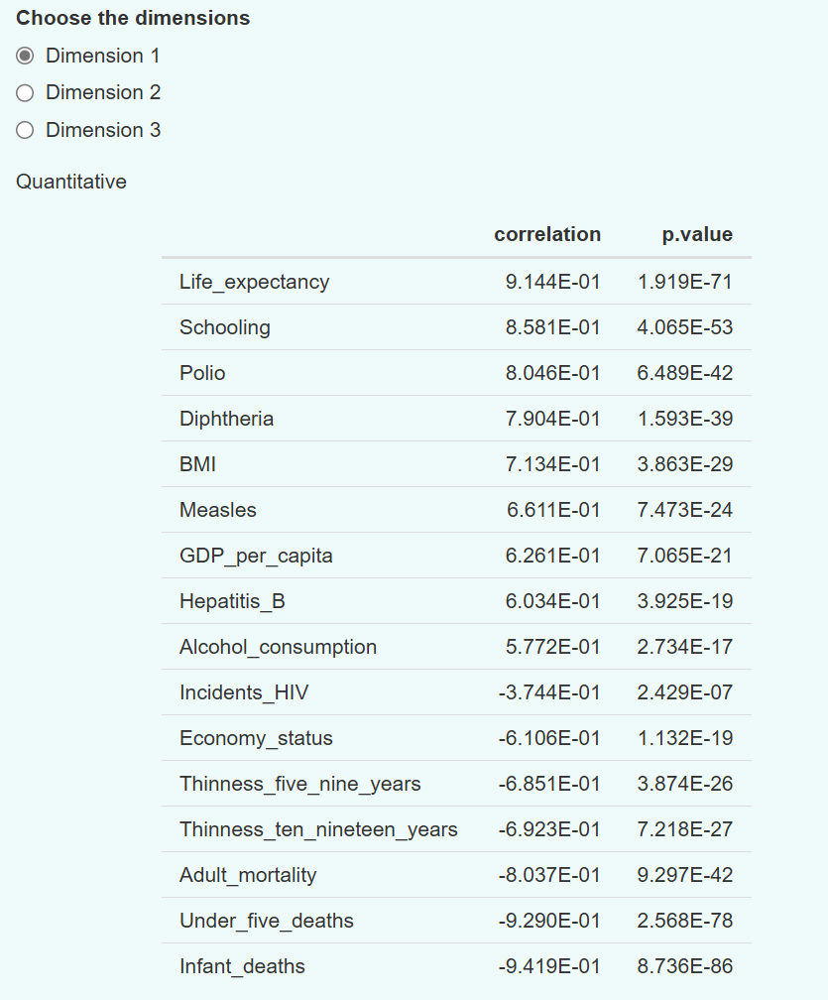 Choose the dimensions
Dimension 1
Dimension 2
Dimension 3
Quantitative
correlation p.value
Life_expectancy 9.144E-01 1.919E-71
Schooling 8.581E-01 4.065E-53
Polio 8.046E-01 6.489E-42
Diphtheria 7.904E-01 1.593E-39
BMI 7.134E-01 3.863E-29
Measles 6.611E-01 7.473E-24
GDP_per_capita 6.261E-01 7.065E-21
Hepatitis_B 6.034E-01 3.925E-19
Alcohol_consumption 5.772E-01 2.734E-17
Incidents_HIV -3.744E-01 2.429E-07
Economy_status -6.106E-01 1.132E-19
Thinness_five_nine_years -6.851E-01 3.874E-26
Thinness_ten_nineteen_years -6.923E-01 7.218E-27
Adult_mortality -8.037E-01 9.297E-42
Under_five_deaths -9.290E-01 2.568E-78
Infant_deaths -9.419E-01 8.736E-86